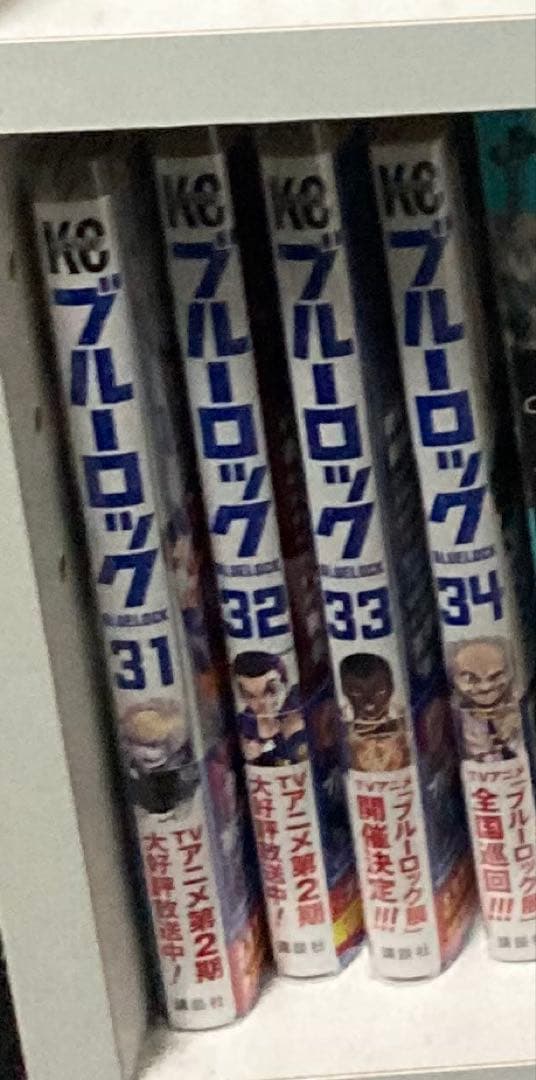 KC
ブルーロック
BLUELOCK
31
TVアニメ第2期
大好評放送中!
講談社
KC
ブルーロック
BLUELOCK
32
TVアニメ第2期
大好評放送中!
講談社
KC
ブルーロック
BLUELOCK
33
TVアニメ「ブルーロック展」
開催決定!!!
講談社
KC
ブルーロック
BLUELOCK
34
TVアニメ「ブルーロック展
全国巡回!!!
講談社